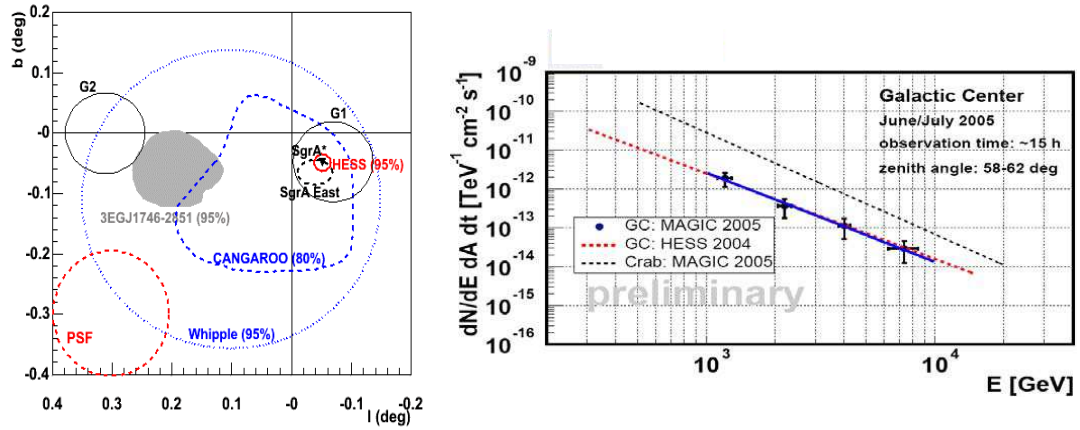 b (deg)
0.2
0.1
-0
-0.1
-0.2
-0.3
-0.4
G2
G1
SgrA*
HESS (95%)
SgrA East
3EGJ1746-2851 (95%)
CANGAROO (80%)
PSF
Whipple (95%)
0.4 0.3 0.2 0.1 -0 -0.1 -0.2
l (deg)
dN/dE dA dt [TeV⁻¹ cm⁻² s⁻¹]
10⁻⁹
10⁻¹⁰
10⁻¹¹
10⁻¹²
10⁻¹³
10⁻¹⁴
10⁻¹⁵
10⁻¹⁶
Galactic Center
June/July 2005
observation time: ~15 h
zenith angle: 58-62 deg
GC: MAGIC 2005
GC: HESS 2004
Crab: MAGIC 2005
preliminary
10³ 10⁴
E [GeV]